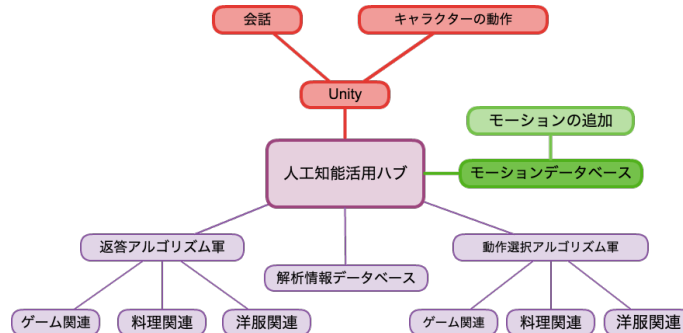 会話
キャラクターの動作
Unity
モーションの追加
人工知能活用ハブ
モーションデータベース
返答アルゴリズム軍
動作選択アルゴリズム軍
解析情報データベース
ゲーム関連
料理関連
洋服関連
ゲーム関連
料理関連
洋服関連